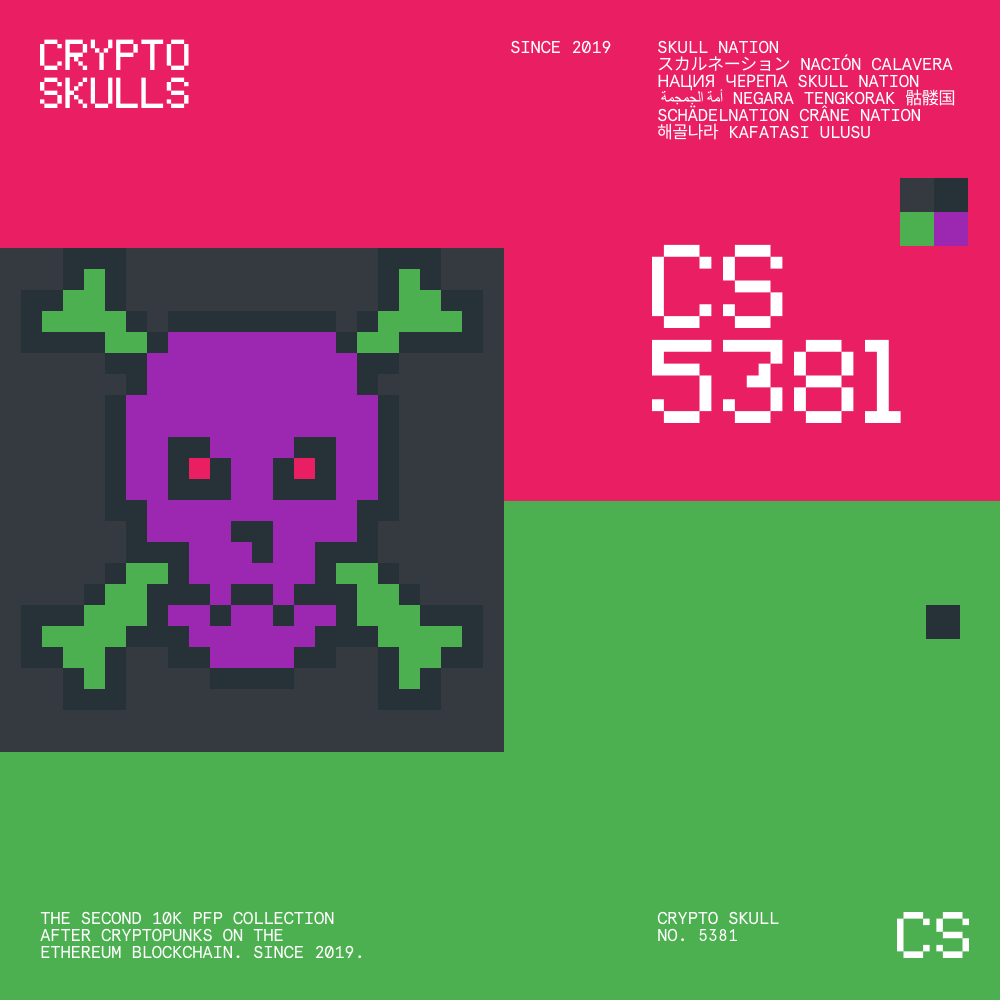 CRYPTO
SKULLS
SINCE 2019
SKULL NATION
スカルネーション NACIÓN CALAVERA
НАЦИЯ ЧЕРЕПА SKULL NATION
أمة الجمجمة NEGARA TENGKORAK 骷髅国
SCHÄDELNATION CRÂNE NATION
해골나라 KAFATASI ULUSU
CS
5381
THE SECOND 10K PFP COLLECTION
AFTER CRYPTOPUNKS ON THE
ETHEREUM BLOCKCHAIN. SINCE 2019.
CRYPTO SKULL
NO. 5381
CS